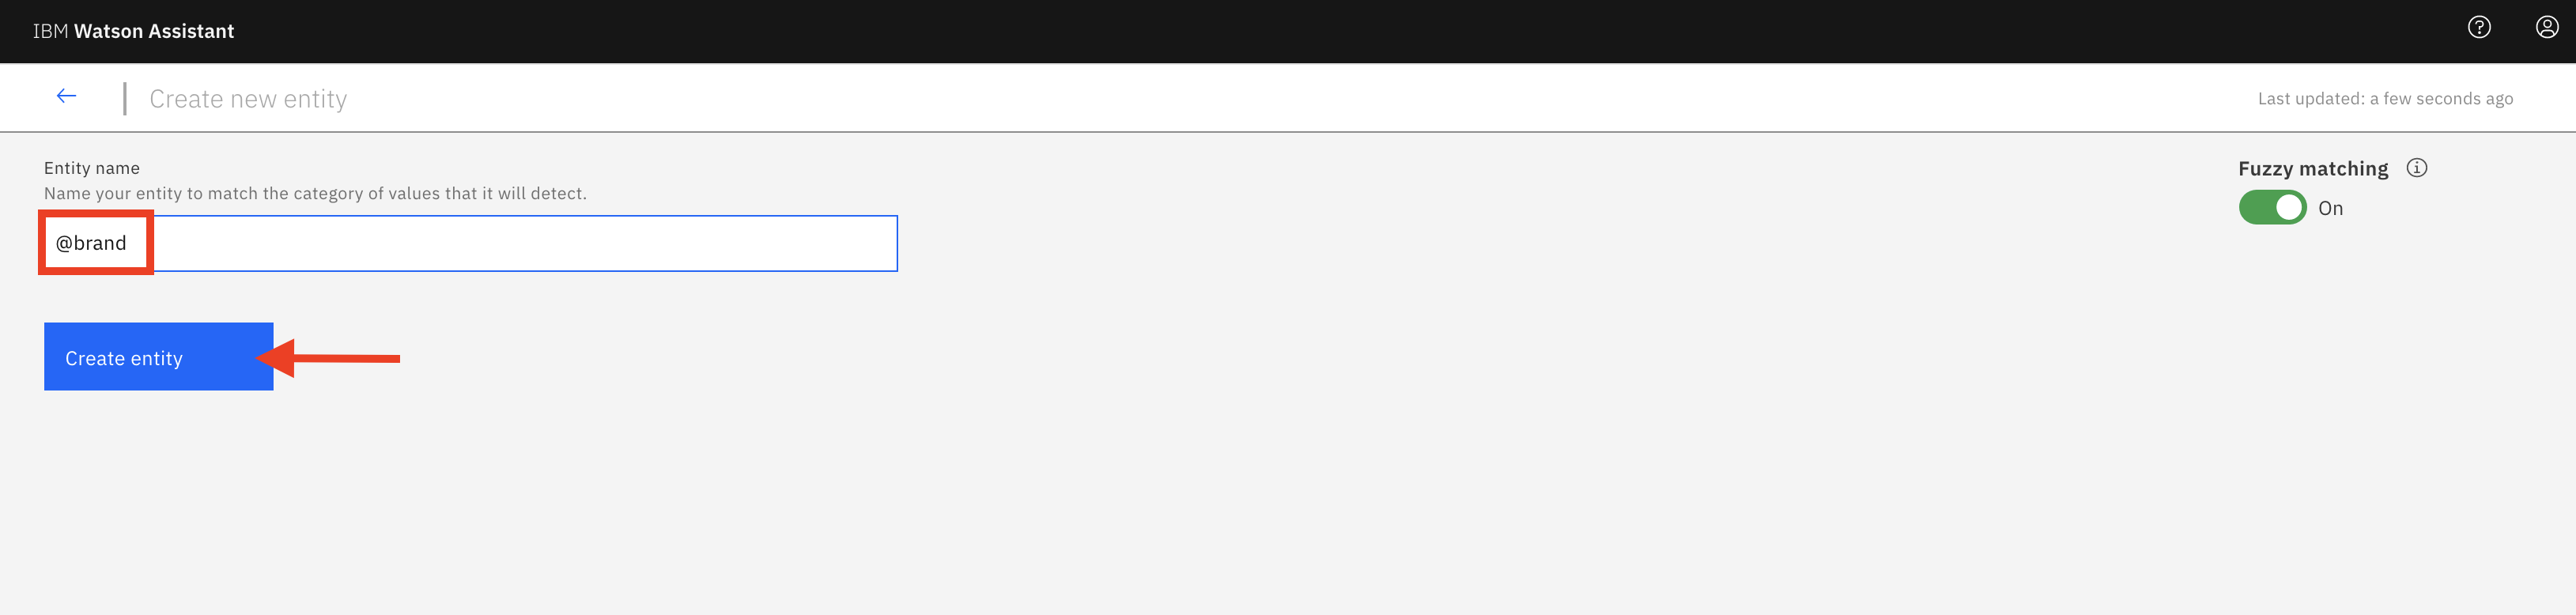 IBM Watson Assistant
Create new entity
Last updated: a few seconds ago
Entity name
Name your entity to match the category of values that it will detect.
@brand
Fuzzy matching
On
Create entity